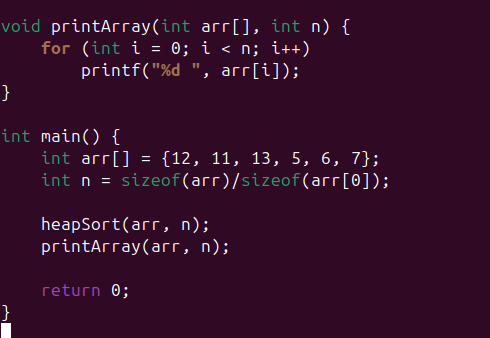 void printArray(int arr[], int n) {
    for (int i = 0; i < n; i++)
        printf("%d ", arr[i]);
}

int main() {
    int arr[] = {12, 11, 13, 5, 6, 7};
    int n = sizeof(arr)/sizeof(arr[0]);

    heapSort(arr, n);
    printArray(arr, n);

    return 0;
}